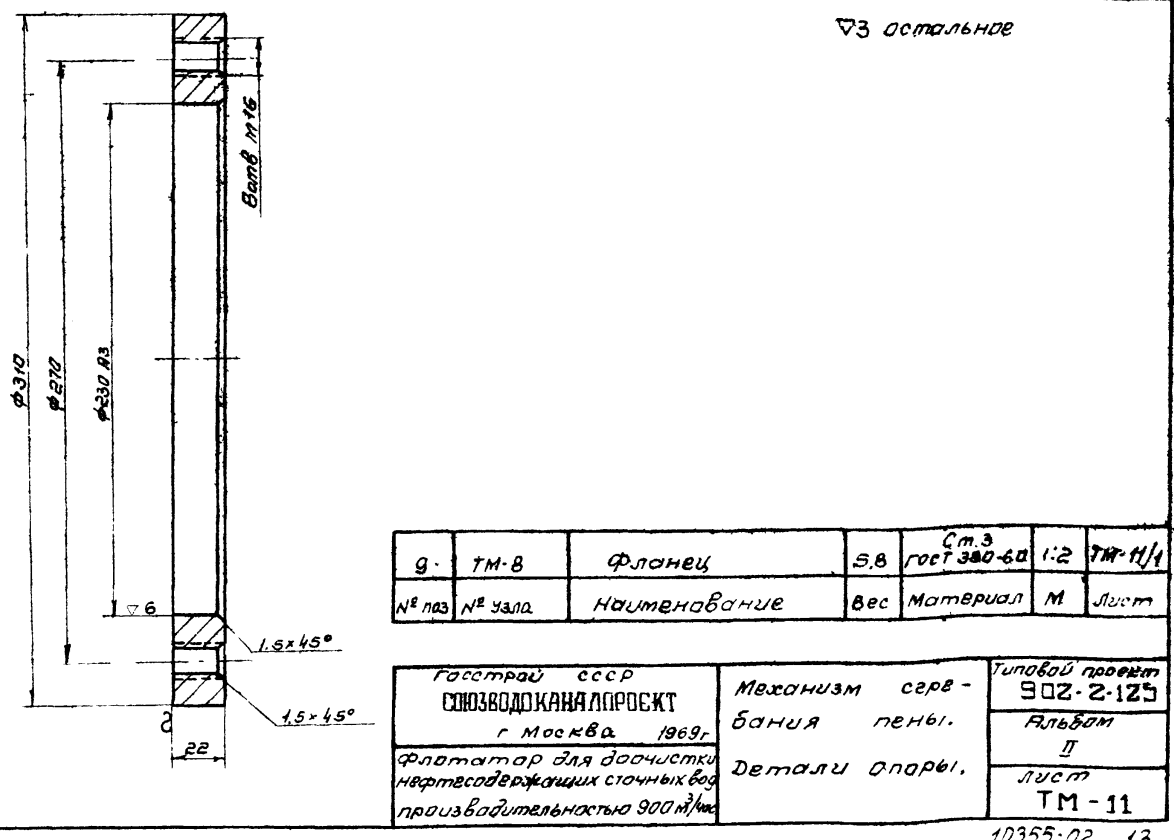 ▽3 остальное
8 отв М16
ф310
ф270
ф230 А3
▽6
1.5×45°
1.5×45°
22
9. ТМ-8 Фланец 5.8 Ст.3 1:2 ТМ-11/1
ГОСТ 380-60
№ поз № узла Наименование Вес Материал М Лист
Госстрой СССР
СОЮЗВОДОКАНАЛПРОЕКТ
г Москва 1969г
Флотатор для доочистки
нефтесодержащих сточных вод
производительностью 900 м³/час
Механизм сгре-
бания пены.
Детали опоры.
Типовой проект
902-2-125
Альбом
II
Лист
ТМ-11
10355-02 13